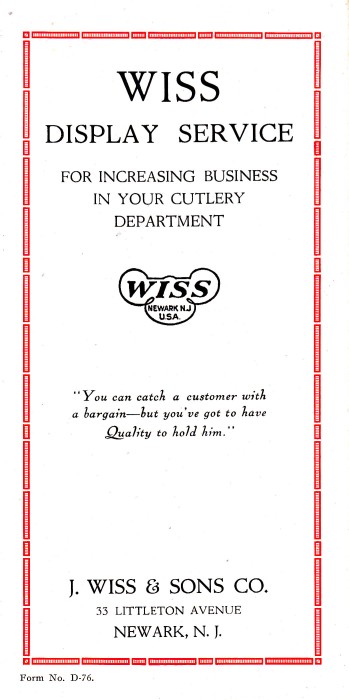 WISS
DISPLAY SERVICE
FOR INCREASING BUSINESS
IN YOUR CUTLERY
DEPARTMENT
WISS
NEWARK N.J.
U.S.A.
"You can catch a customer with
a bargain—but you've got to have
Quality to hold him."
J. WISS & SONS CO.
33 LITTLETON AVENUE
NEWARK, N. J.
Form No. D-76.